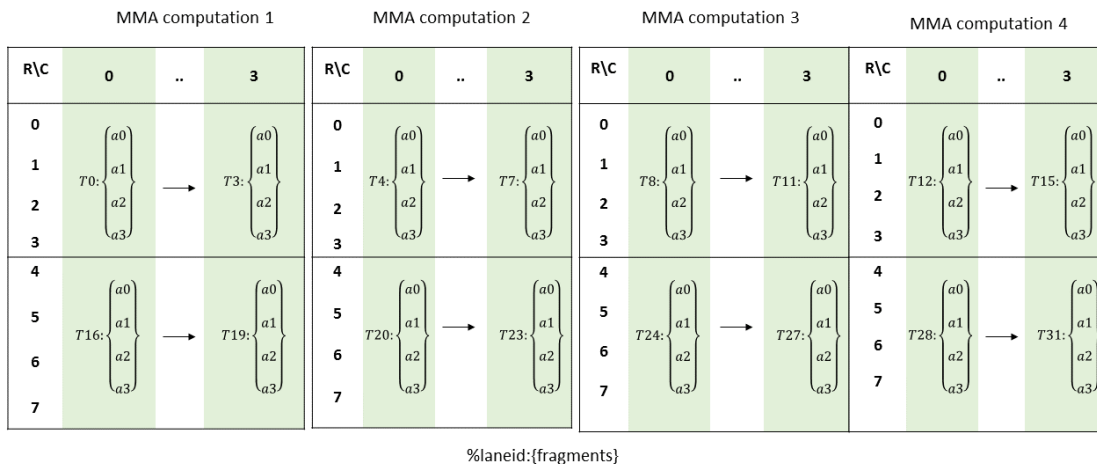 MMA computation 1 MMA computation 2 MMA computation 3 MMA computation 4
R\C 0 .. 3 R\C 0 .. 3 R\C 0 .. 3 R\C 0 .. 3
0 a0 a0 0 a0 a0 0 a0 a0 0 a0 a0
1 a1 a1 1 a1 a1 1 a1 a1 1 a1 a1
T0: T3: T4: T7: T8: T11: T12: T15:
2 a2 a2 2 a2 a2 2 a2 a2 2 a2 a2
3 a3 a3 3 a3 a3 3 a3 a3 3 a3 a3
4 a0 a0 4 a0 a0 4 a0 a0 4 a0 a0
5 a1 a1 5 a1 a1 5 a1 a1 5 a1 a1
T16: T19: T20: T23: T24: T27: T28: T31:
6 a2 a2 6 a2 a2 6 a2 a2 6 a2 a2
7 a3 a3 7 a3 a3 7 a3 a3 7 a3 a3
%laneid:{fragments}